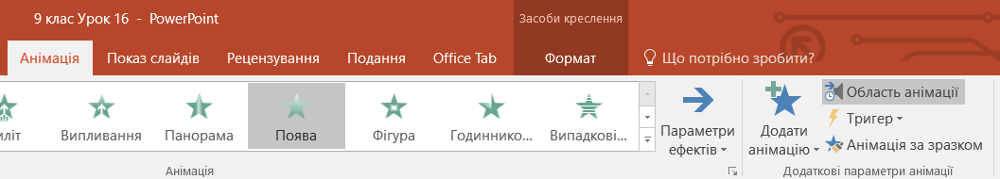 9 клас Урок 16 - PowerPoint
Засоби креслення
Анімація Показ слайдів Рецензування Подання Office Tab Формат Що потрібно зробити?
иліт Випливання Панорама Поява Фігура Годиннико... Випадкові...
Параметри ефектів
Додати анімацію
Область анімації
Тригер
Анімація за зразком
Анімація
Додаткові параметри анімації